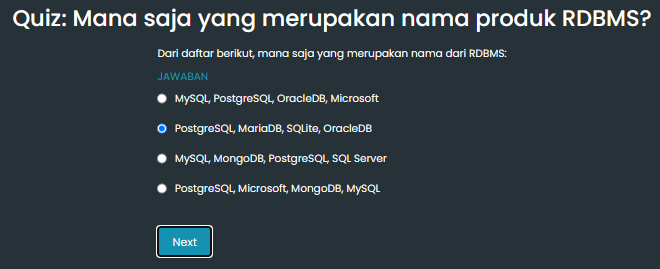 Quiz: Mana saja yang merupakan nama produk RDBMS?
Dari daftar berikut, mana saja yang merupakan nama dari RDBMS:
JAWABAN
MySQL, PostgreSQL, OracleDB, Microsoft
PostgreSQL, MariaDB, SQLite, OracleDB
MySQL, MongoDB, PostgreSQL, SQL Server
PostgreSQL, Microsoft, MongoDB, MySQL
Next